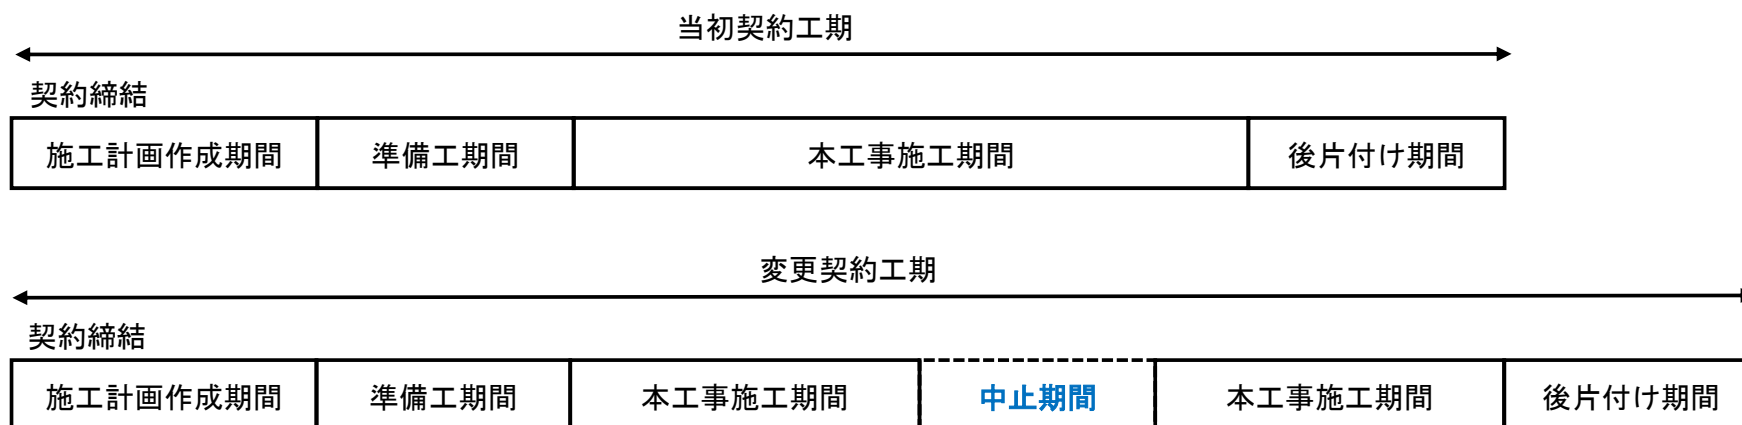 当初契約工期
契約締結
施工計画作成期間 準備工期間 本工事施工期間 後片付け期間
変更契約工期
契約締結
施工計画作成期間 準備工期間 本工事施工期間 中止期間 本工事施工期間 後片付け期間